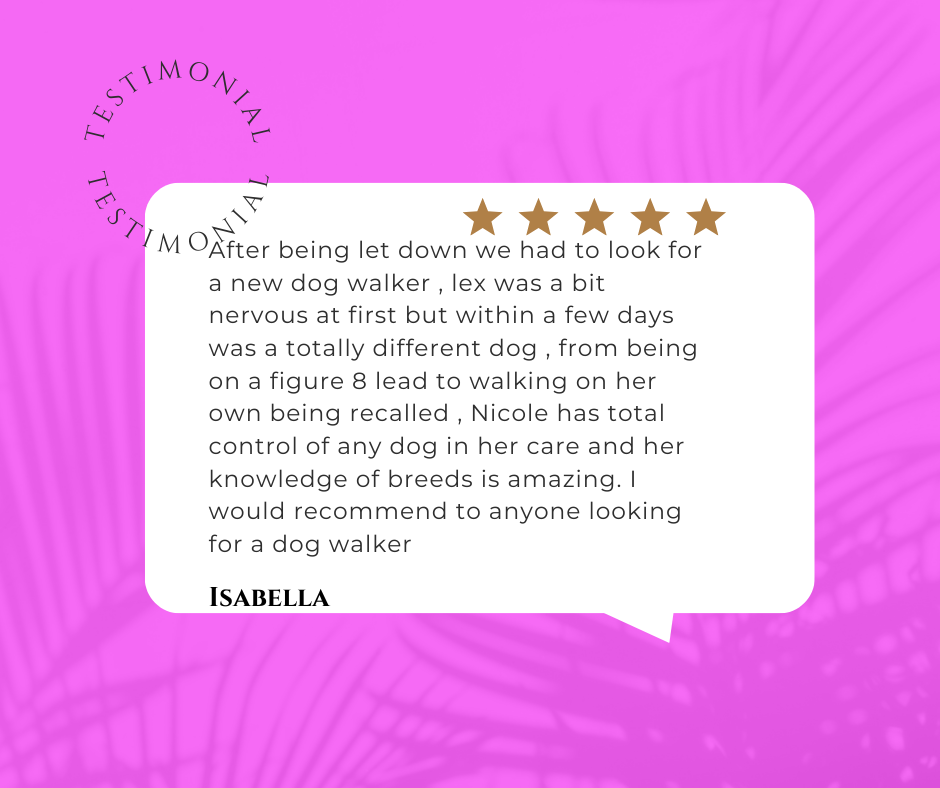 TESTIMONIAL
TESTIMONIAL
After being let down we had to look for
a new dog walker , lex was a bit
nervous at first but within a few days
was a totally different dog , from being
on a figure 8 lead to walking on her
own being recalled , Nicole has total
control of any dog in her care and her
knowledge of breeds is amazing. I
would recommend to anyone looking
for a dog walker
Isabella